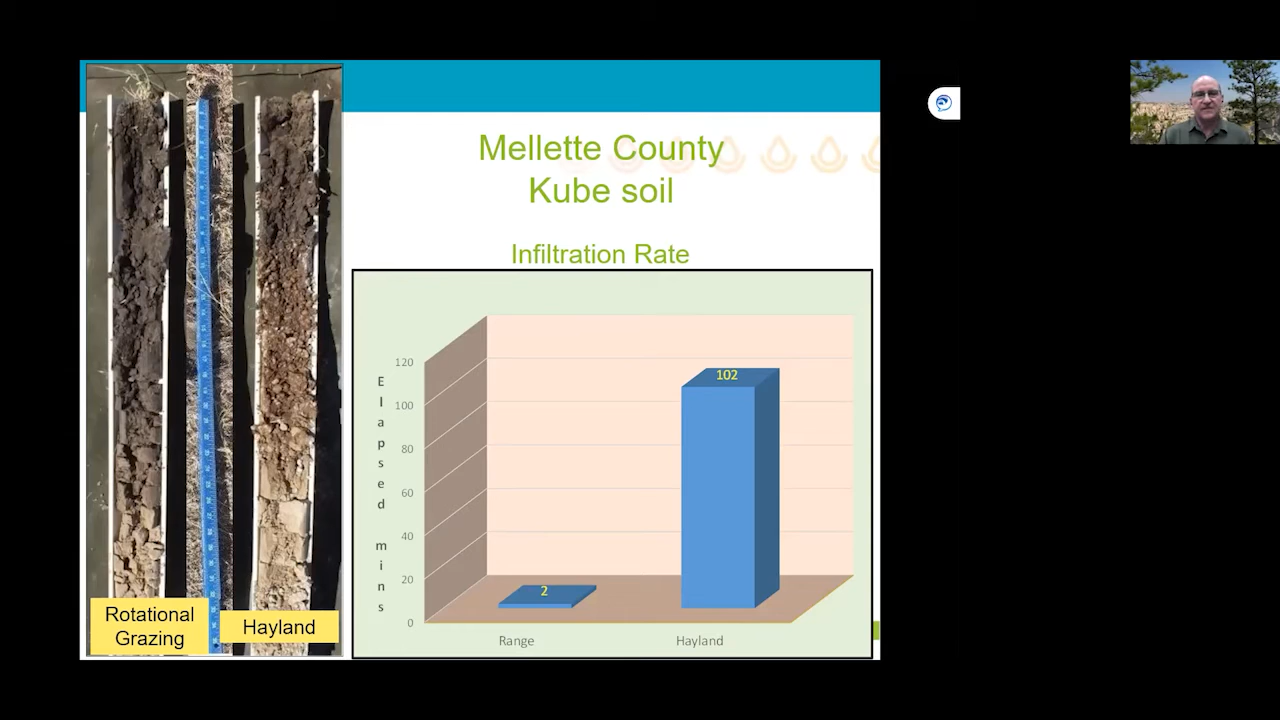 Mellette County
Kube soil
Infiltration Rate
Elapsed mins
120
100
80
60
40
20
0
2
102
Range
Hayland
Rotational
Grazing
Hayland